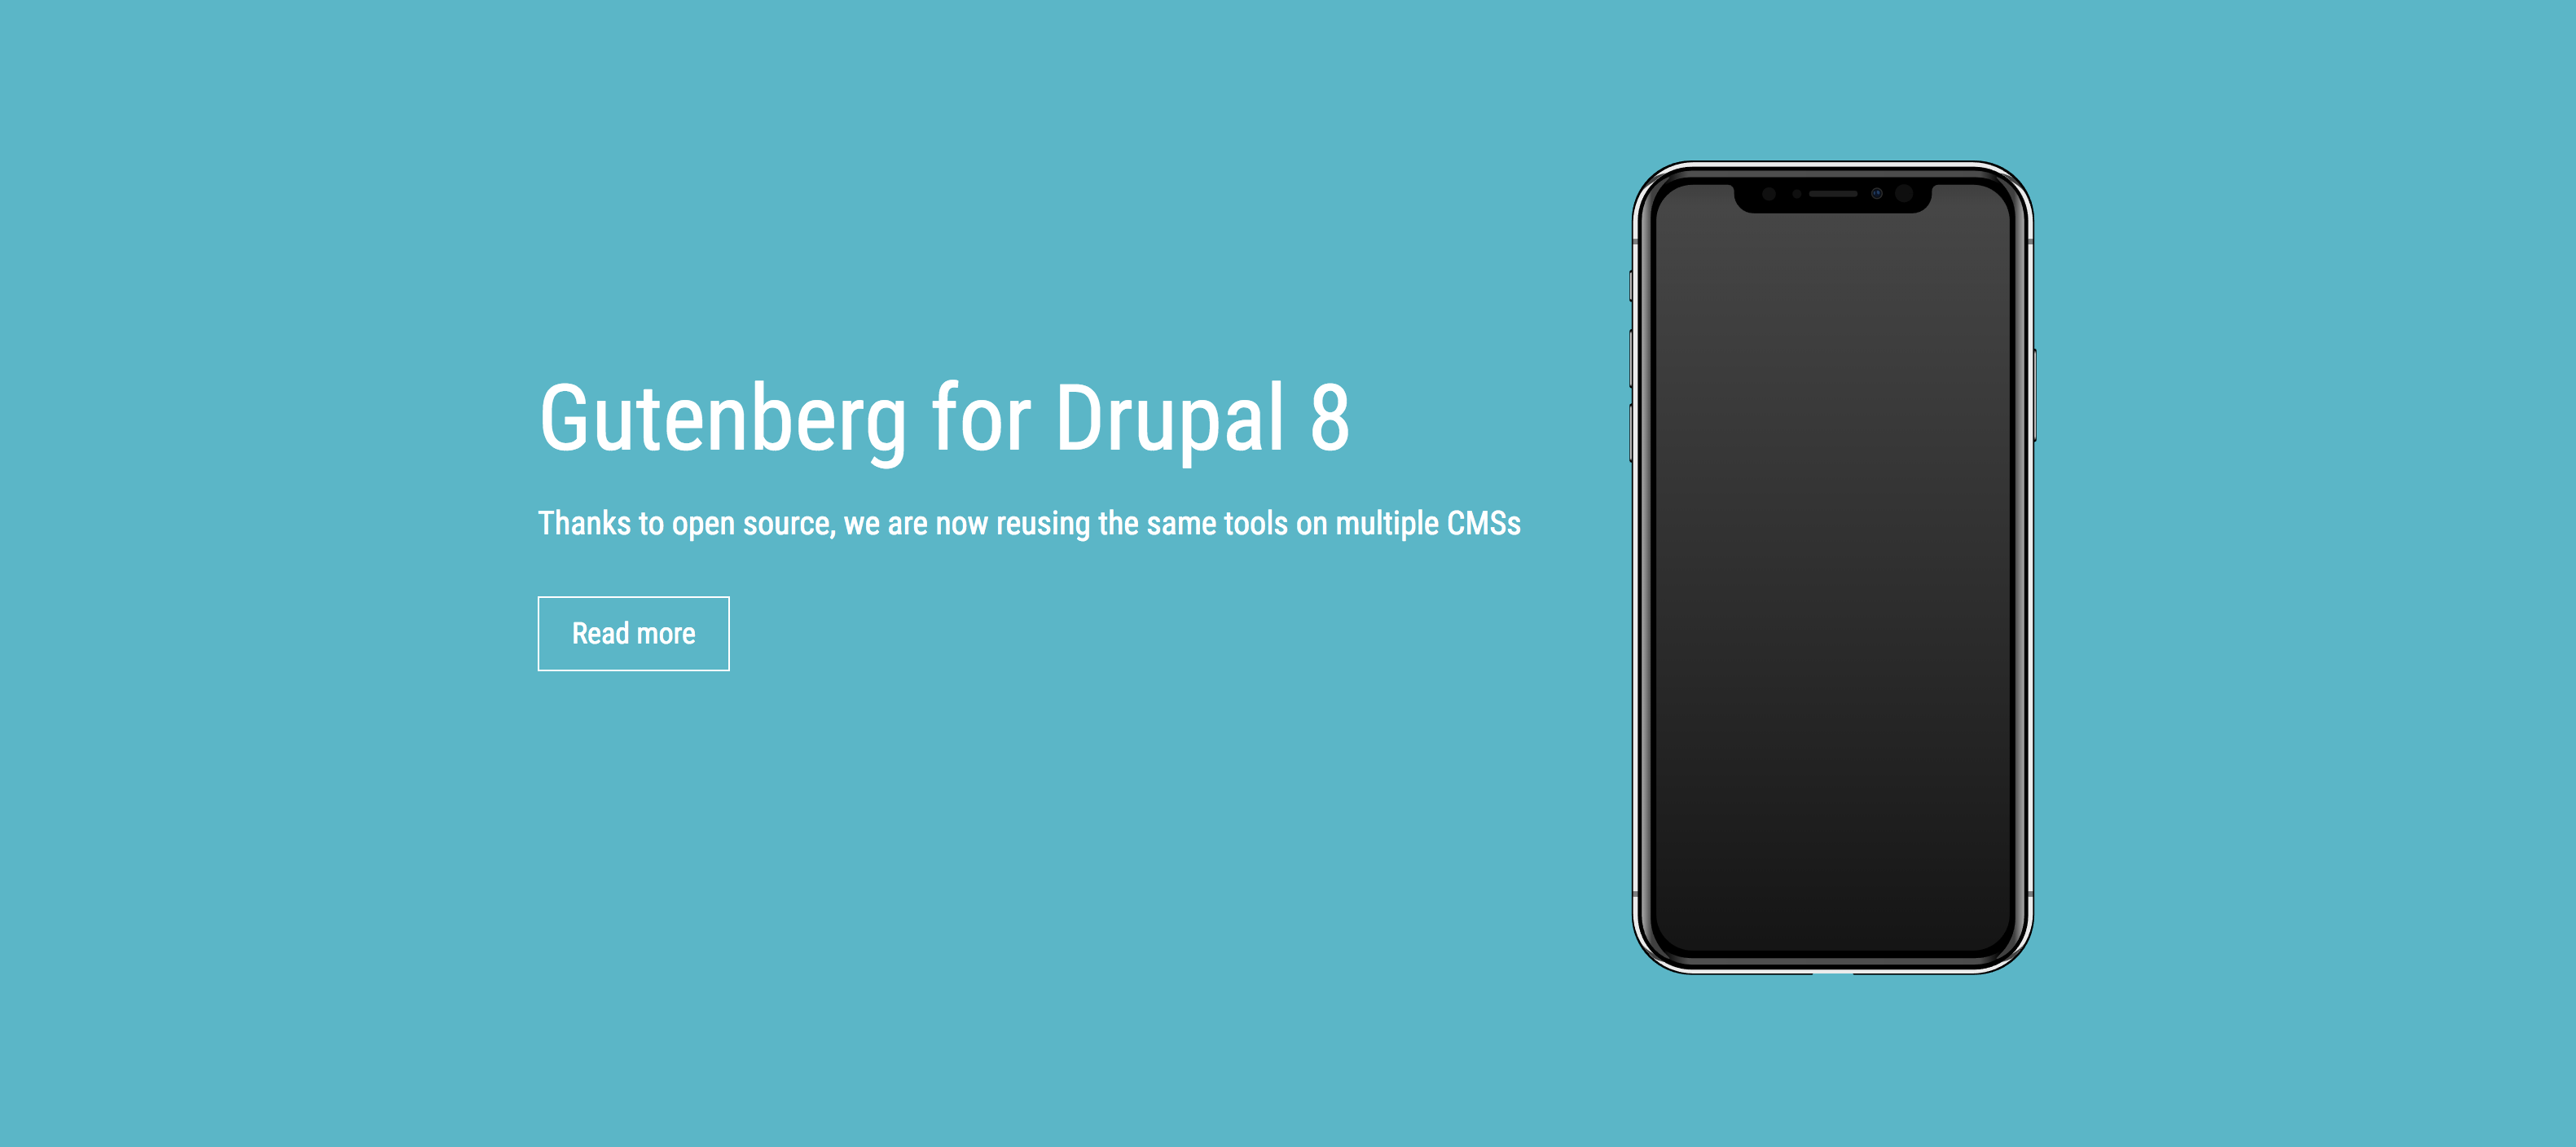 Gutenberg for Drupal 8
Thanks to open source, we are now reusing the same tools on multiple CMSs
Read more